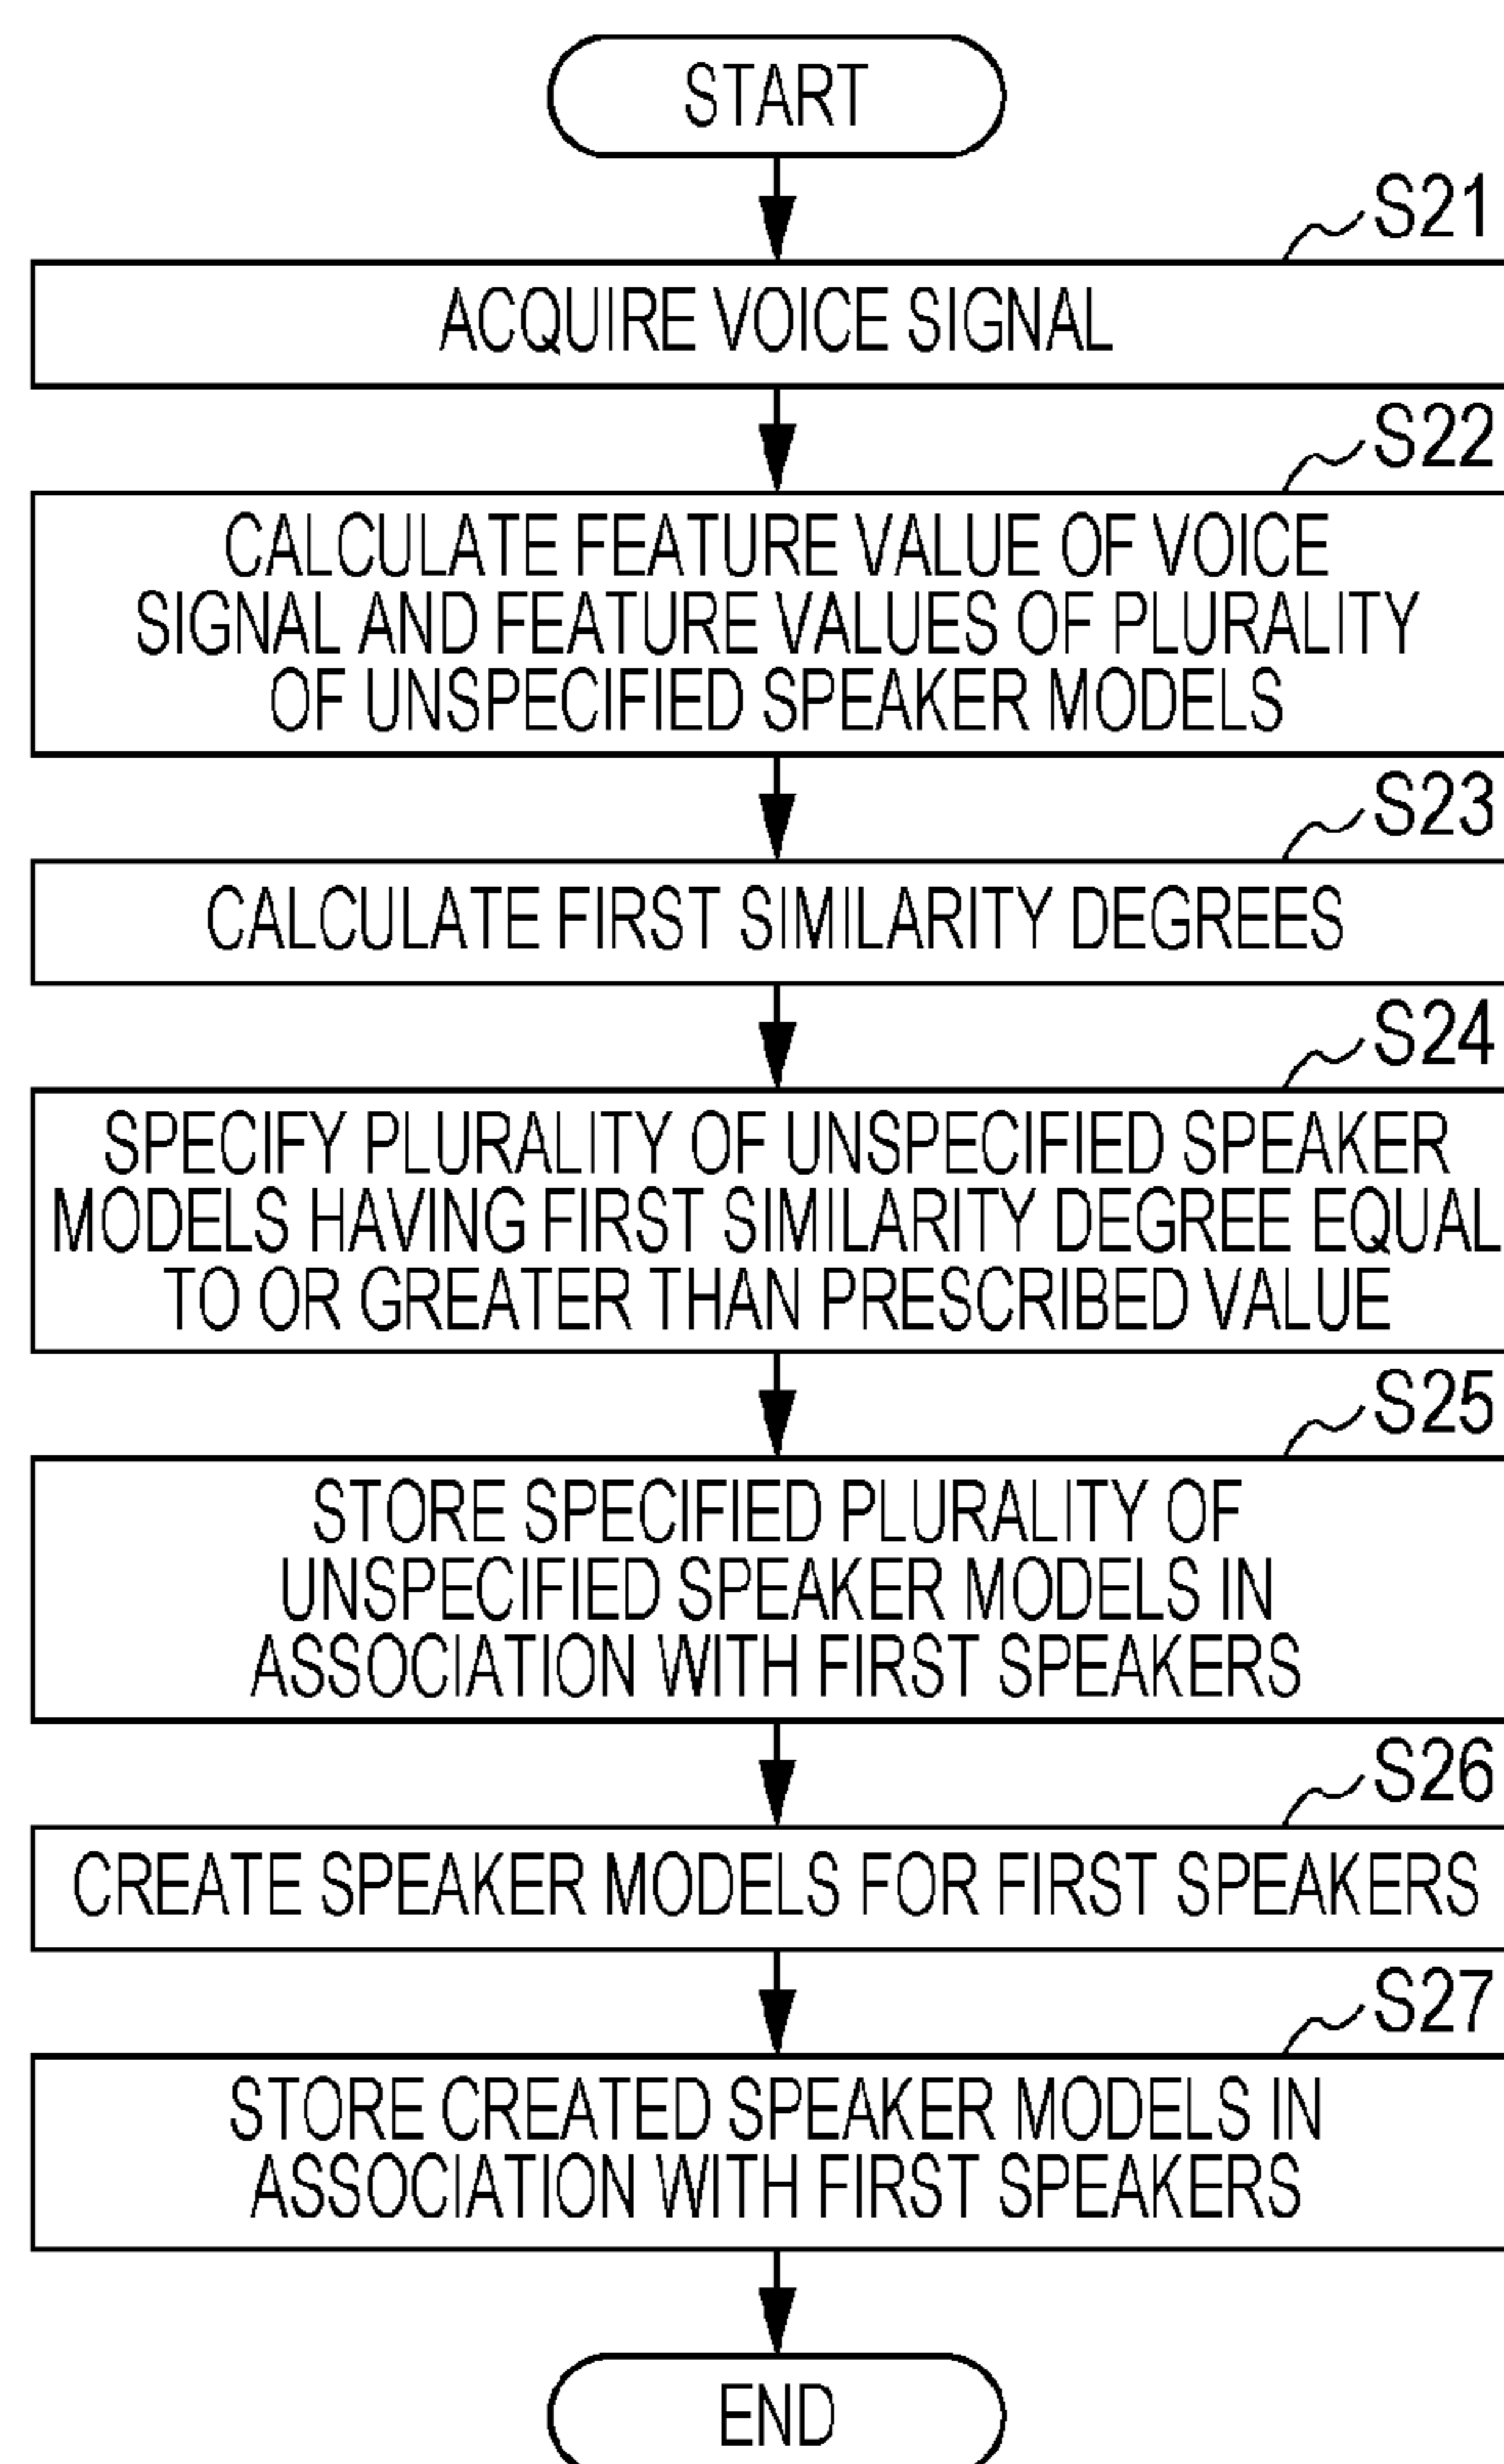 START
S21
ACQUIRE VOICE SIGNAL
S22
CALCULATE FEATURE VALUE OF VOICE
SIGNAL AND FEATURE VALUES OF PLURALITY
OF UNSPECIFIED SPEAKER MODELS
S23
CALCULATE FIRST SIMILARITY DEGREES
S24
SPECIFY PLURALITY OF UNSPECIFIED SPEAKER
MODELS HAVING FIRST SIMILARITY DEGREE EQUAL
TO OR GREATER THAN PRESCRIBED VALUE
S25
STORE SPECIFIED PLURALITY OF
UNSPECIFIED SPEAKER MODELS IN
ASSOCIATION WITH FIRST SPEAKERS
S26
CREATE SPEAKER MODELS FOR FIRST SPEAKERS
S27
STORE CREATED SPEAKER MODELS IN
ASSOCIATION WITH FIRST SPEAKERS
END